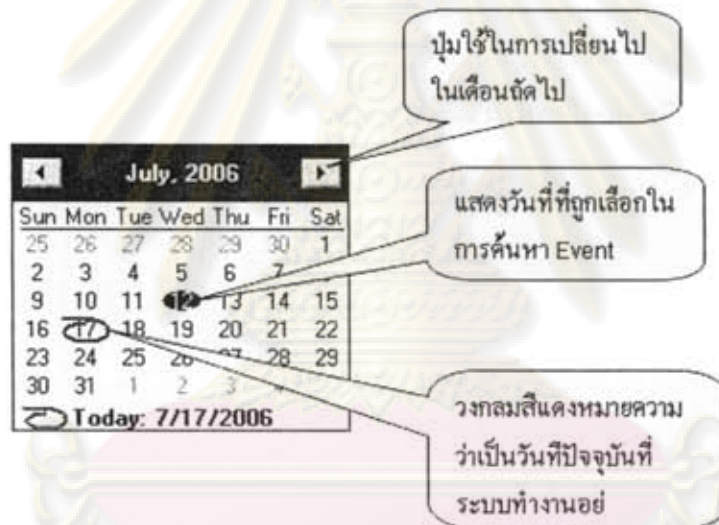 ปุ่มใช้ในการเปลี่ยนไป
ในเดือนถัดไป
July, 2006
Sun Mon Tue Wed Thu Fri Sat
25 26 27 28 29 30 1
2 3 4 5 6 7
9 10 11 12 13 14 15
16 17 18 19 20 21 22
23 24 25 26 27 28 29
30 31 1 2 3
Today: 7/17/2006
แสดงวันที่ที่ถูกเลือกใน
การค้นหา Event
วงกลมสีแดงหมายความ
ว่าเป็นวันที่ปัจจุบันที่
ระบบทำงานอยู่